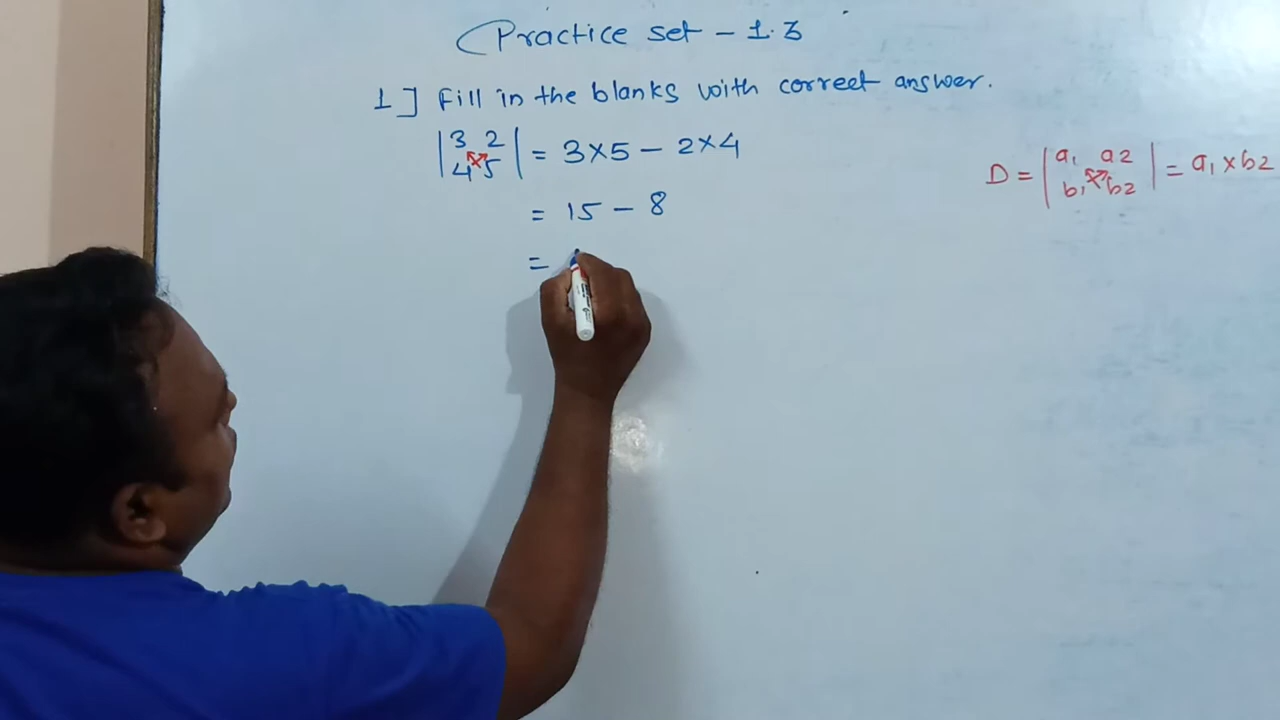 Practice set - 1.3
1] Fill in the blanks with correct answer.
|3 2|
|4 5| = 3×5 - 2×4
= 15 - 8
=
D = |a1 a2|
|b1 b2| = a1 × b2